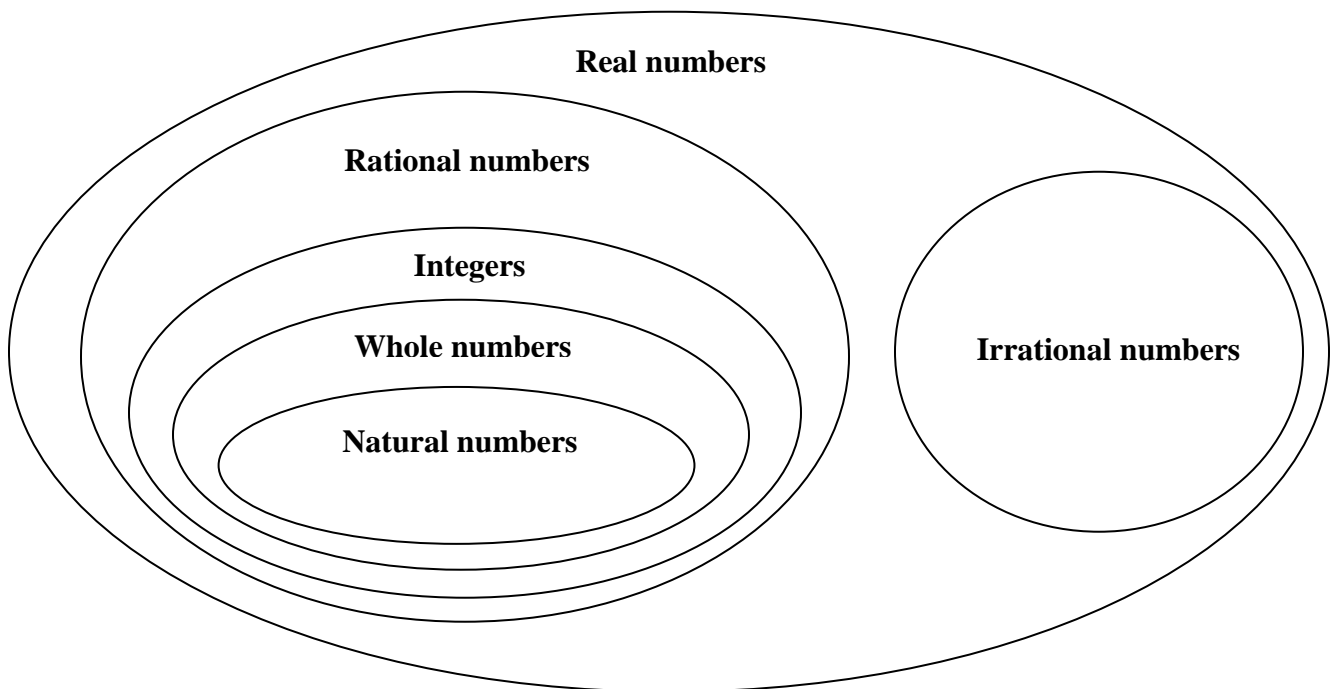 Real numbers
Rational numbers
Integers
Whole numbers
Irrational numbers
Natural numbers